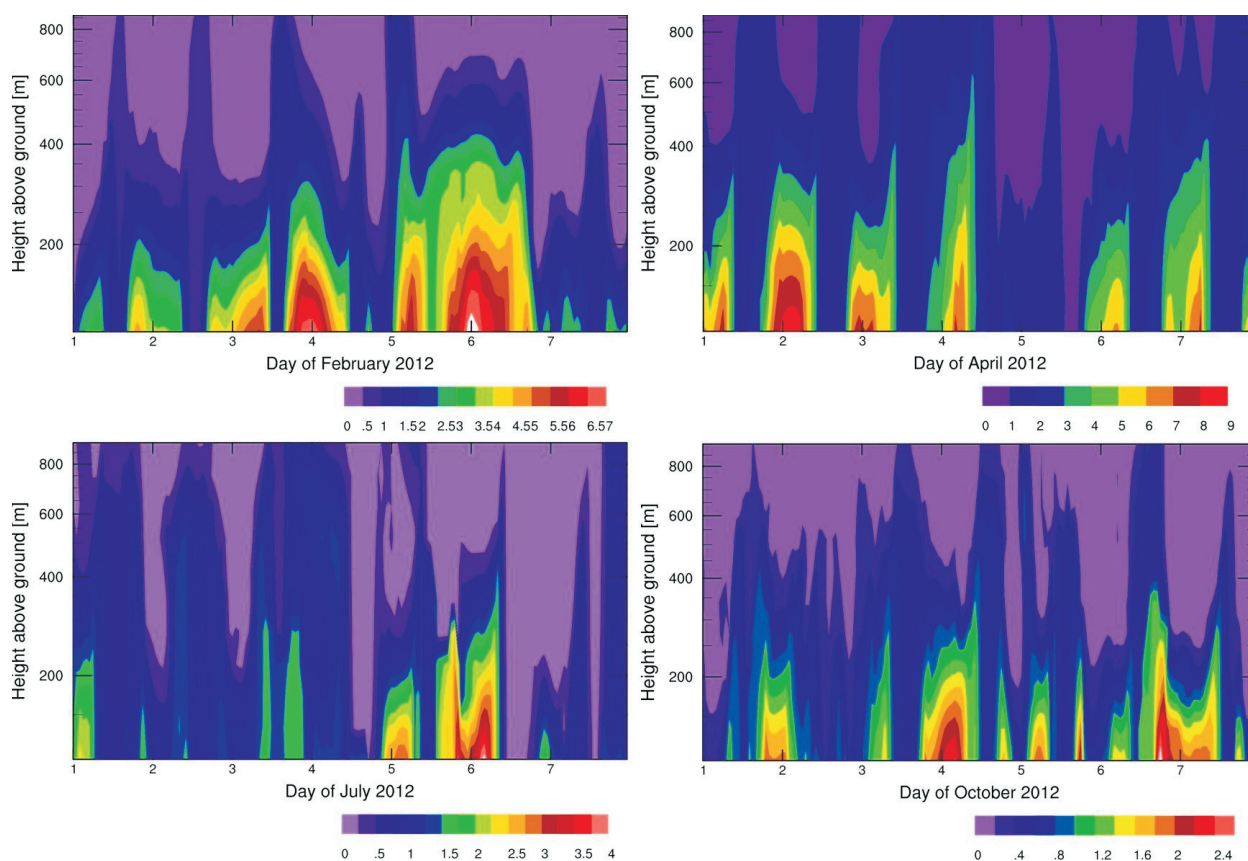 Height above ground [m]
800
600
400
200
1 2 3 4 5 6 7
Day of February 2012
0 .5 1 1.52 2.53 3.54 4.55 5.56 6.57
Height above ground [m]
800
600
400
200
1 2 3 4 5 6 7
Day of April 2012
0 1 2 3 4 5 6 7 8 9
Height above ground [m]
800
600
400
200
1 2 3 4 5 6 7
Day of July 2012
0 .5 1 1.5 2 2.5 3 3.5 4
Height above ground [m]
800
600
400
200
1 2 3 4 5 6 7
Day of October 2012
0 .4 .8 1.2 1.6 2 2.4